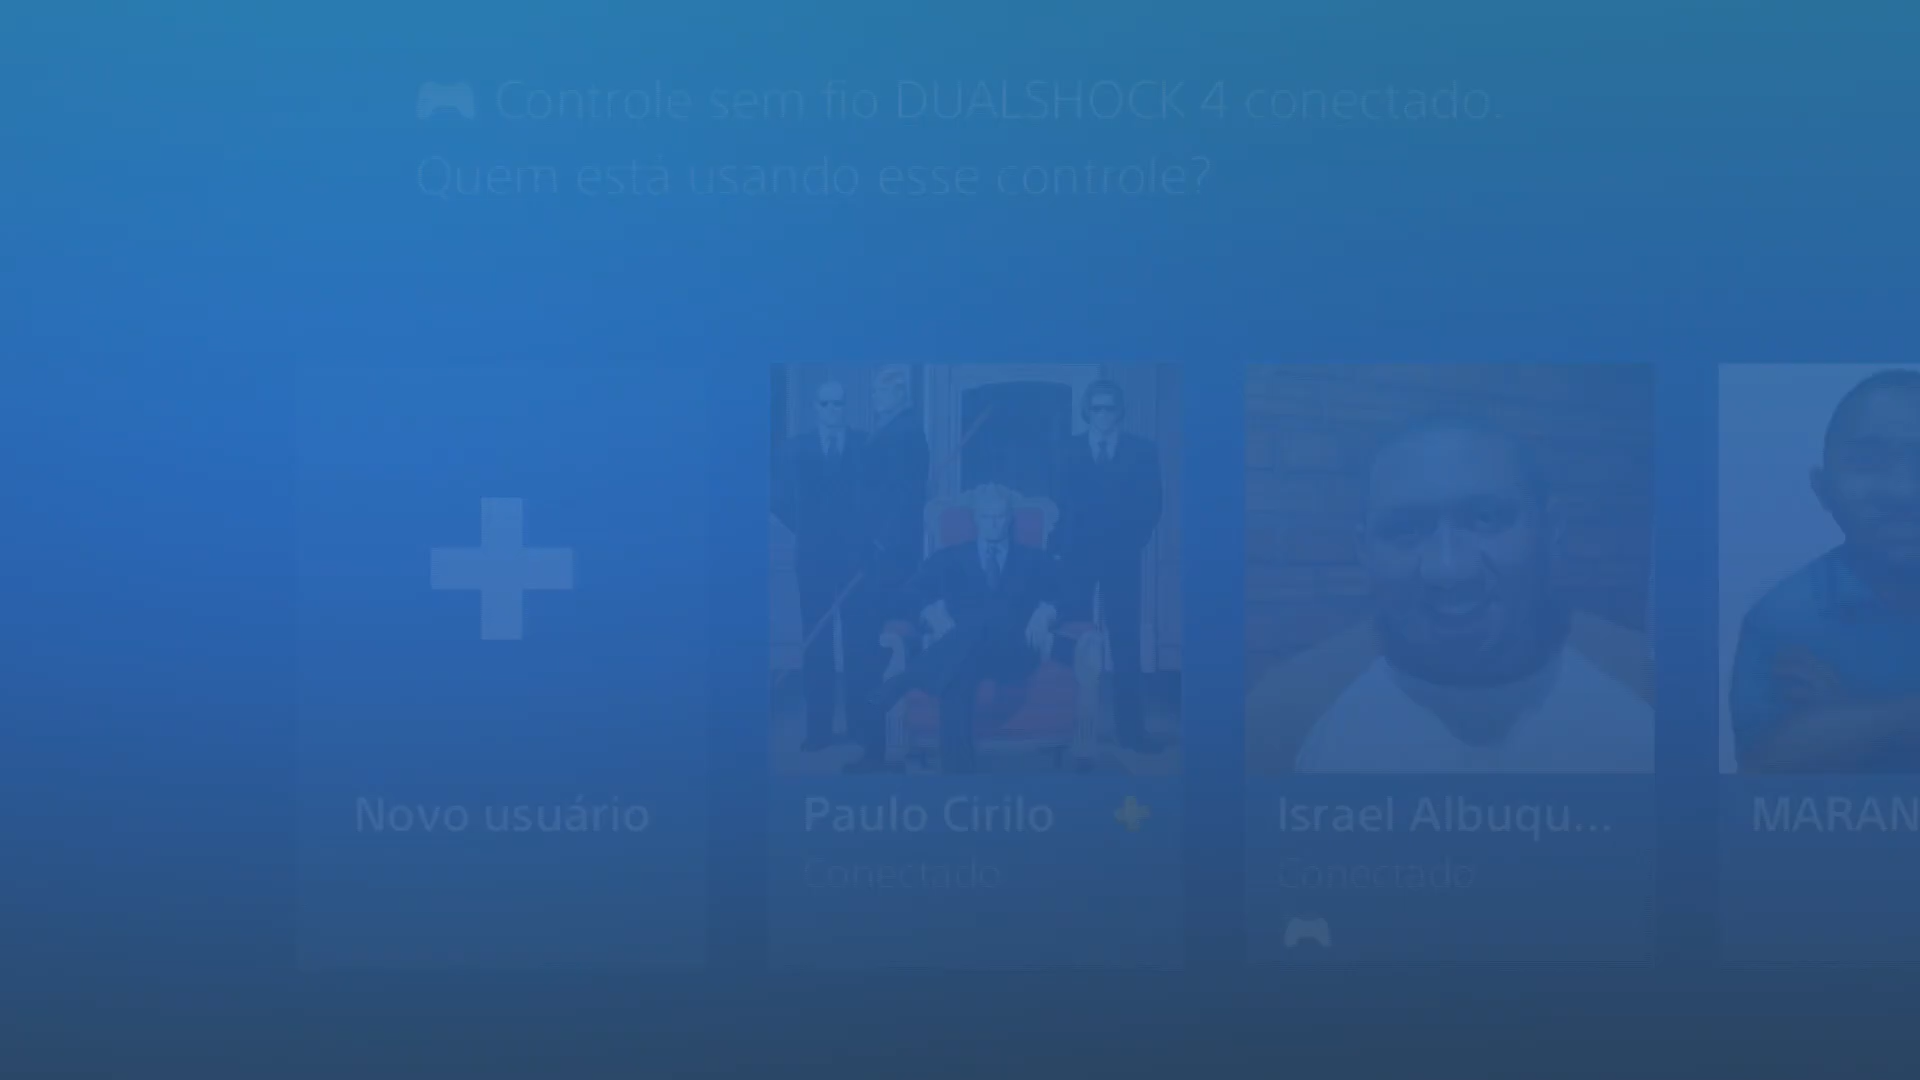 Controle sem fio DUALSHOCK 4 conectado.
Quem está usando esse controle?
Novo usuário
Paulo Cirilo
Conectado
Israel Albuqu...
Conectado
MARAN